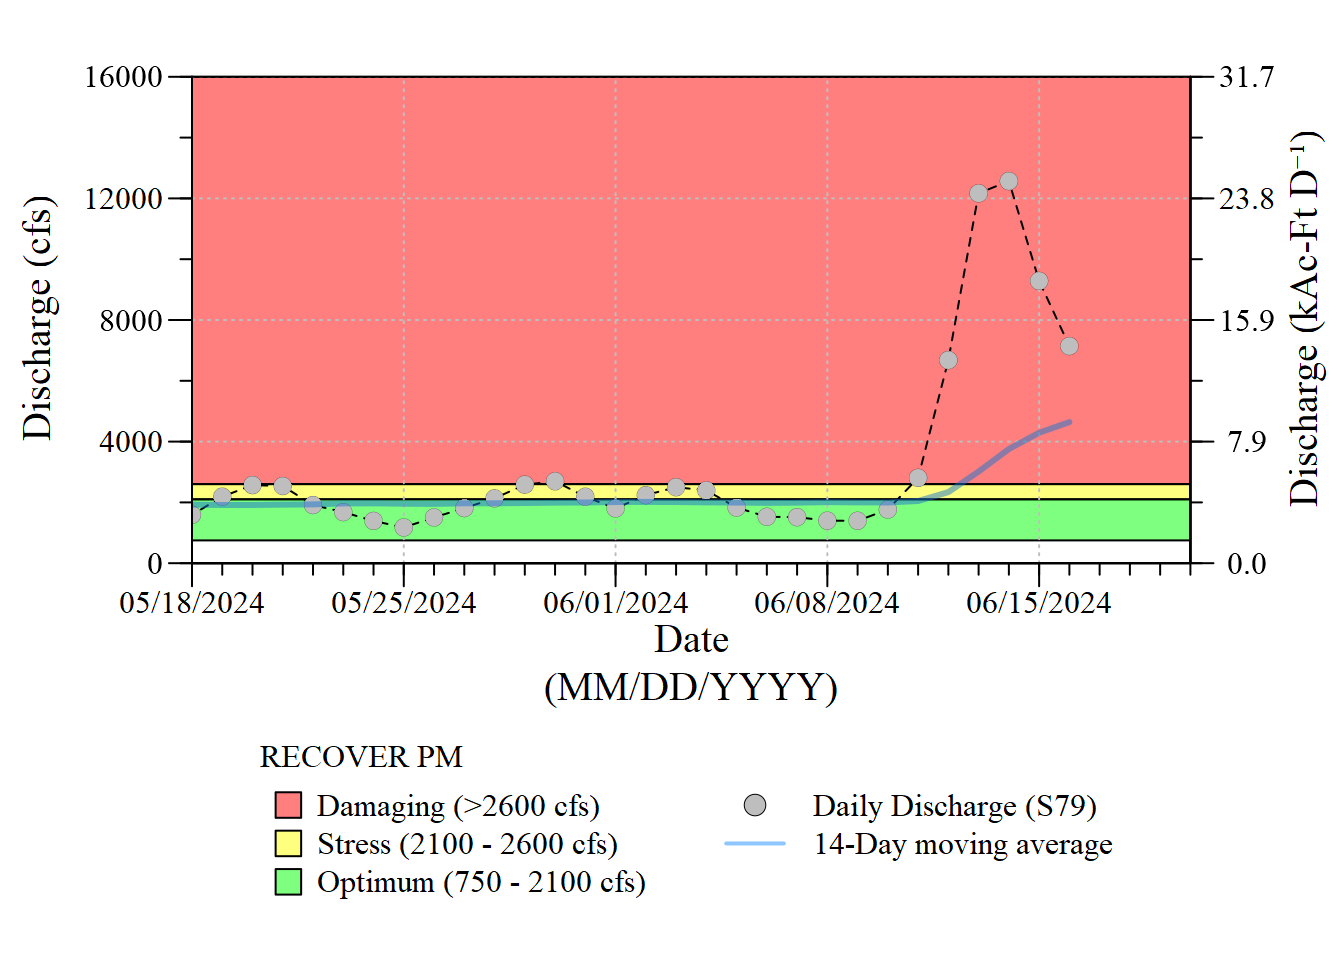 16000
12000
8000
4000
0
Discharge (cfs)
31.7
23.8
15.9
7.9
0.0
Discharge (kAc-Ft D⁻¹)
05/18/2024 05/25/2024 06/01/2024 06/08/2024 06/15/2024
Date
(MM/DD/YYYY)
RECOVER PM
Damaging (>2600 cfs)
Stress (2100 - 2600 cfs)
Optimum (750 - 2100 cfs)
Daily Discharge (S79)
14-Day moving average